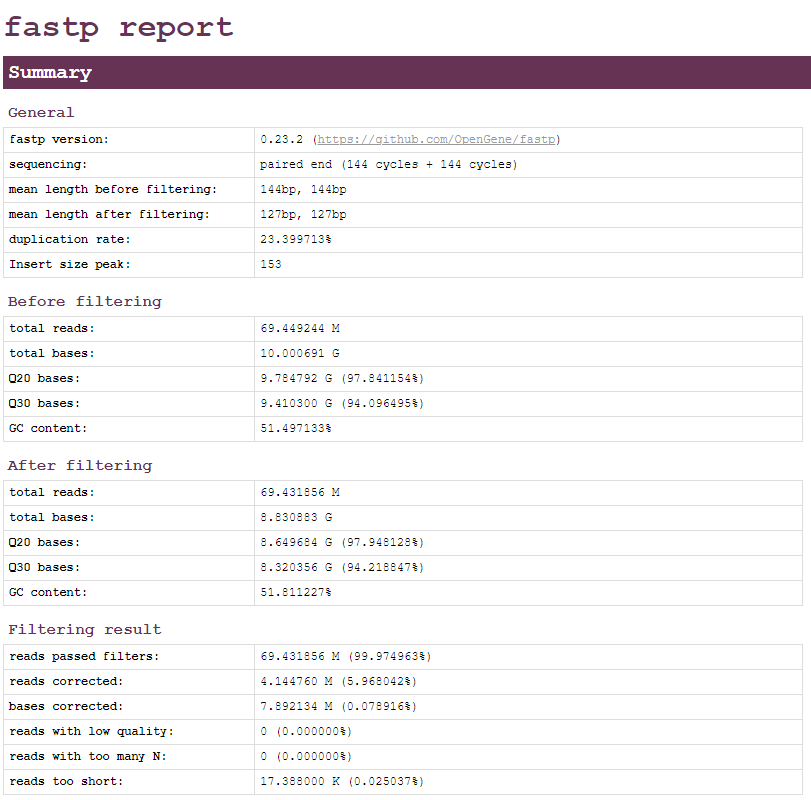 fastp report
Summary
General
fastp version: 0.23.2 (https://github.com/OpenGene/fastp)
sequencing: paired end (144 cycles + 144 cycles)
mean length before filtering: 144bp, 144bp
mean length after filtering: 127bp, 127bp
duplication rate: 23.399713%
Insert size peak: 153
Before filtering
total reads: 69.449244 M
total bases: 10.000691 G
Q20 bases: 9.784792 G (97.841154%)
Q30 bases: 9.410300 G (94.096495%)
GC content: 51.497133%
After filtering
total reads: 69.431856 M
total bases: 8.830883 G
Q20 bases: 8.649684 G (97.948128%)
Q30 bases: 8.320356 G (94.218847%)
GC content: 51.811227%
Filtering result
reads passed filters: 69.431856 M (99.974963%)
reads corrected: 4.144760 M (5.968042%)
bases corrected: 7.892134 M (0.078916%)
reads with low quality: 0 (0.000000%)
reads with too many N: 0 (0.000000%)
reads too short: 17.388000 K (0.025037%)